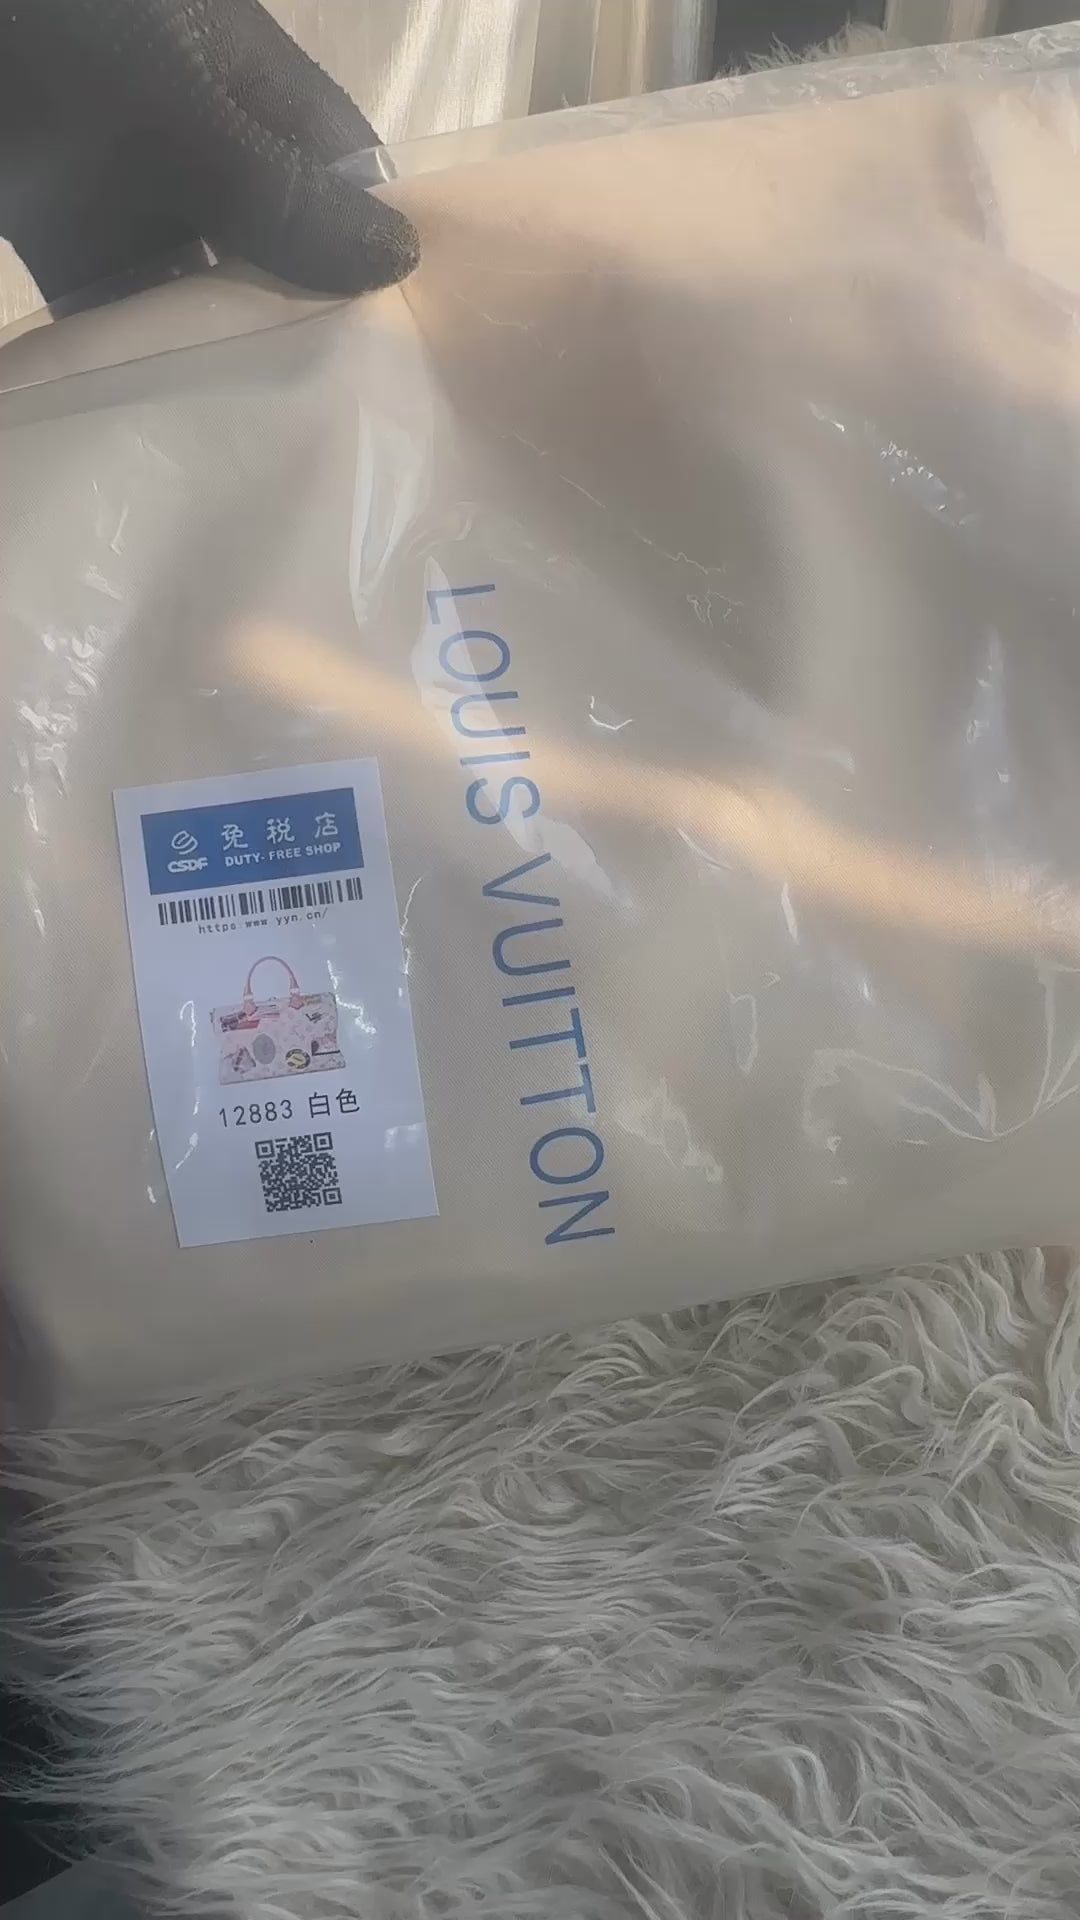 免税店
CSDF DUTY-FREE SHOP
https www yyn.cn/
12883 白色
LOUIS VUITTON